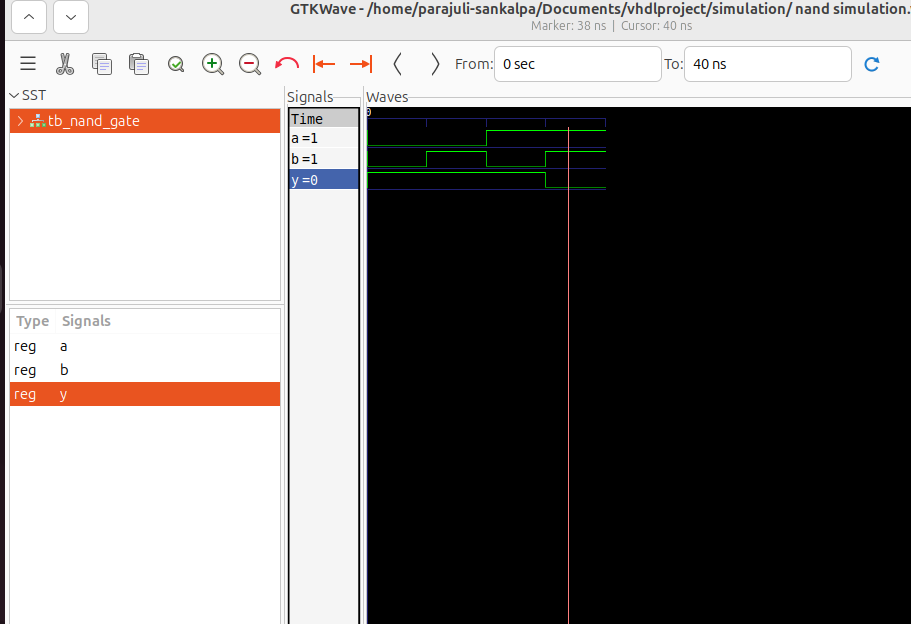 GTKWave - /home/parajuli-sankalpa/Documents/vhdlproject/simulation/ nand simulation.
Marker: 38 ns | Cursor: 40 ns
From: 0 sec To: 40 ns
SST
tb_nand_gate
Type Signals
reg a
reg b
reg y
Signals
Time
a=1
b=1
y=0
Waves
0